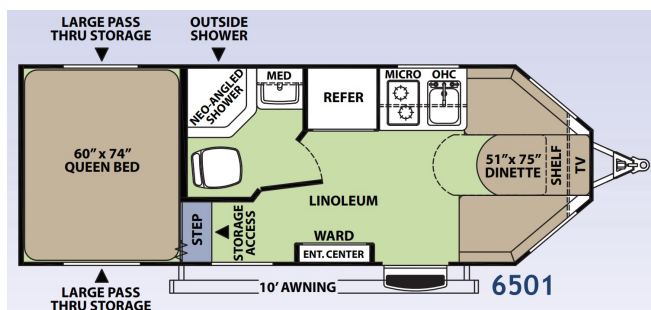 LARGE PASS
THRU STORAGE
OUTSIDE
SHOWER
NEO-ANGLED
SHOWER
MED
REFER
MICRO
OHC
60” x 74”
QUEEN BED
51” x 75”
DINETTE
SHELF
TV
LINOLEUM
STEP
STORAGE
ACCESS
WARD
ENT. CENTER
10’ AWNING
6501
LARGE PASS
THRU STORAGE